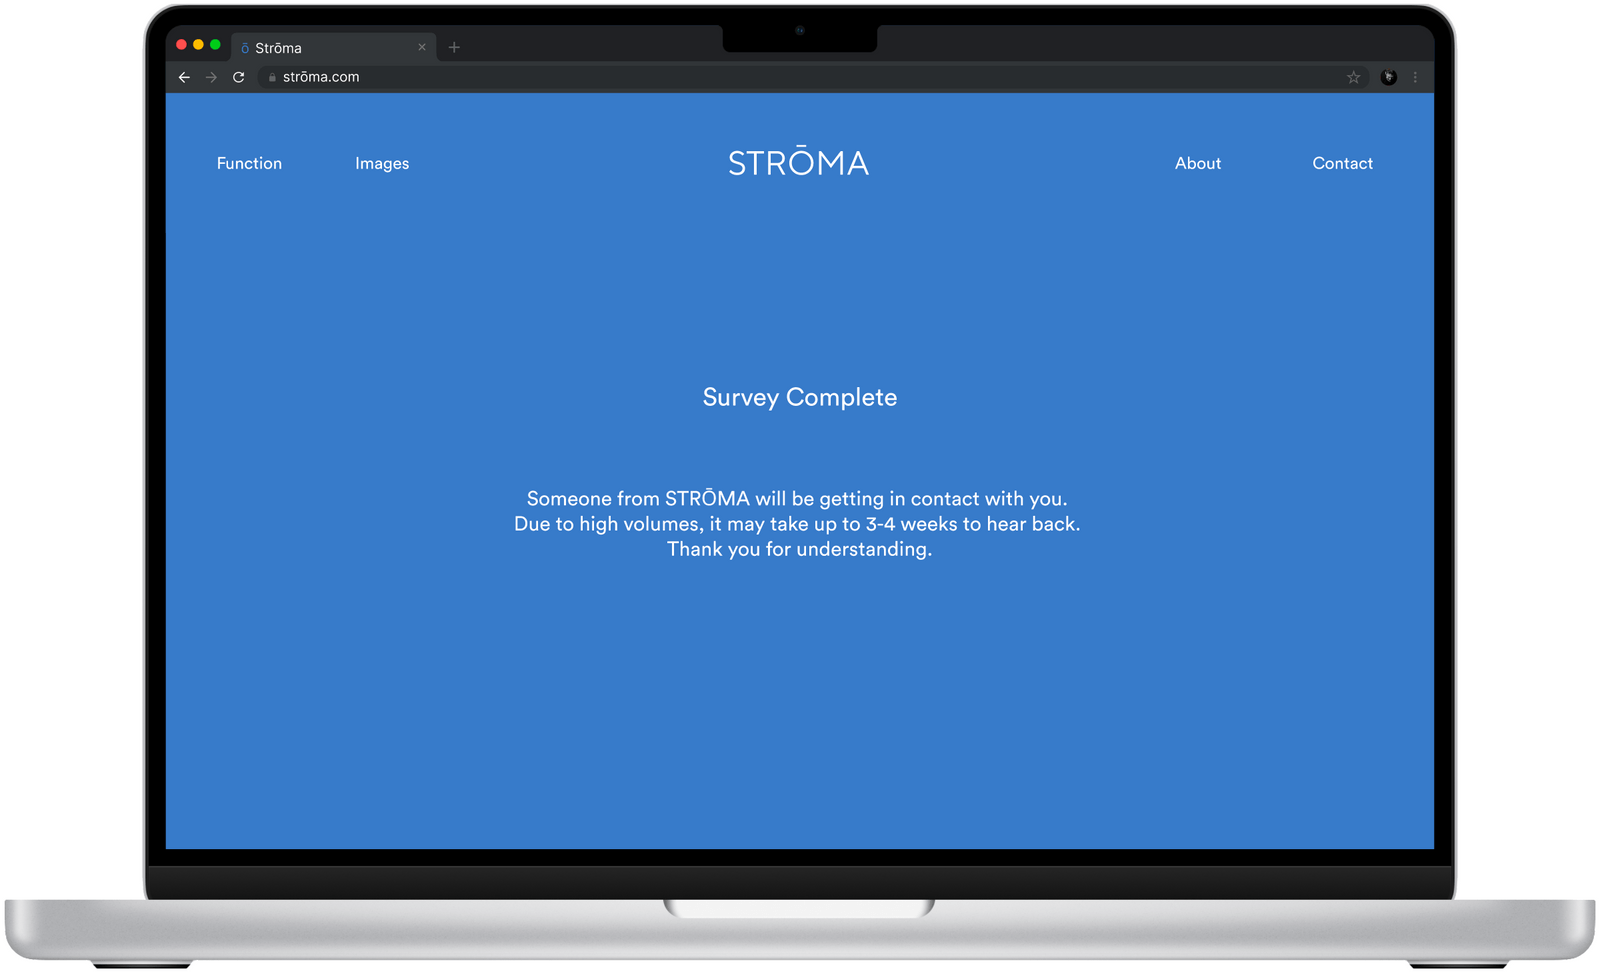 Strōma
strōma.com
Function
Images
STRŌMA
About
Contact
Survey Complete
Someone from STRŌMA will be getting in contact with you.
Due to high volumes, it may take up to 3-4 weeks to hear back.
Thank you for understanding.